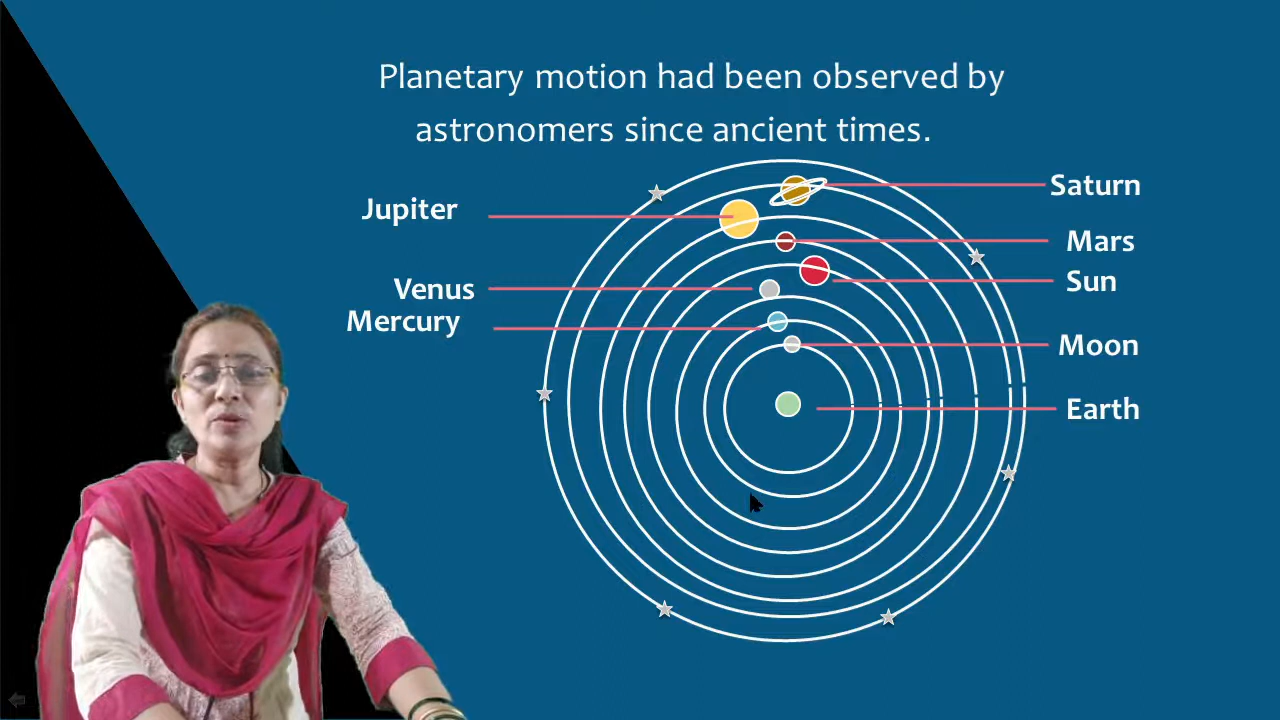 Planetary motion had been observed by
astronomers since ancient times.
Saturn
Jupiter
Mars
Sun
Venus
Mercury
Moon
Earth